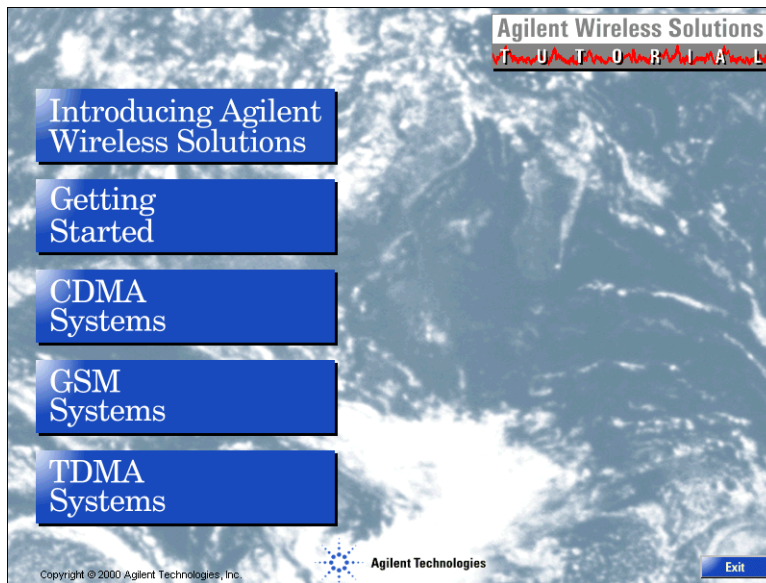 Agilent Wireless Solutions
TUTORIAL
Introducing Agilent
Wireless Solutions
Getting
Started
CDMA
Systems
GSM
Systems
TDMA
Systems
Copyright © 2000 Agilent Technologies, Inc.
Agilent Technologies
Exit